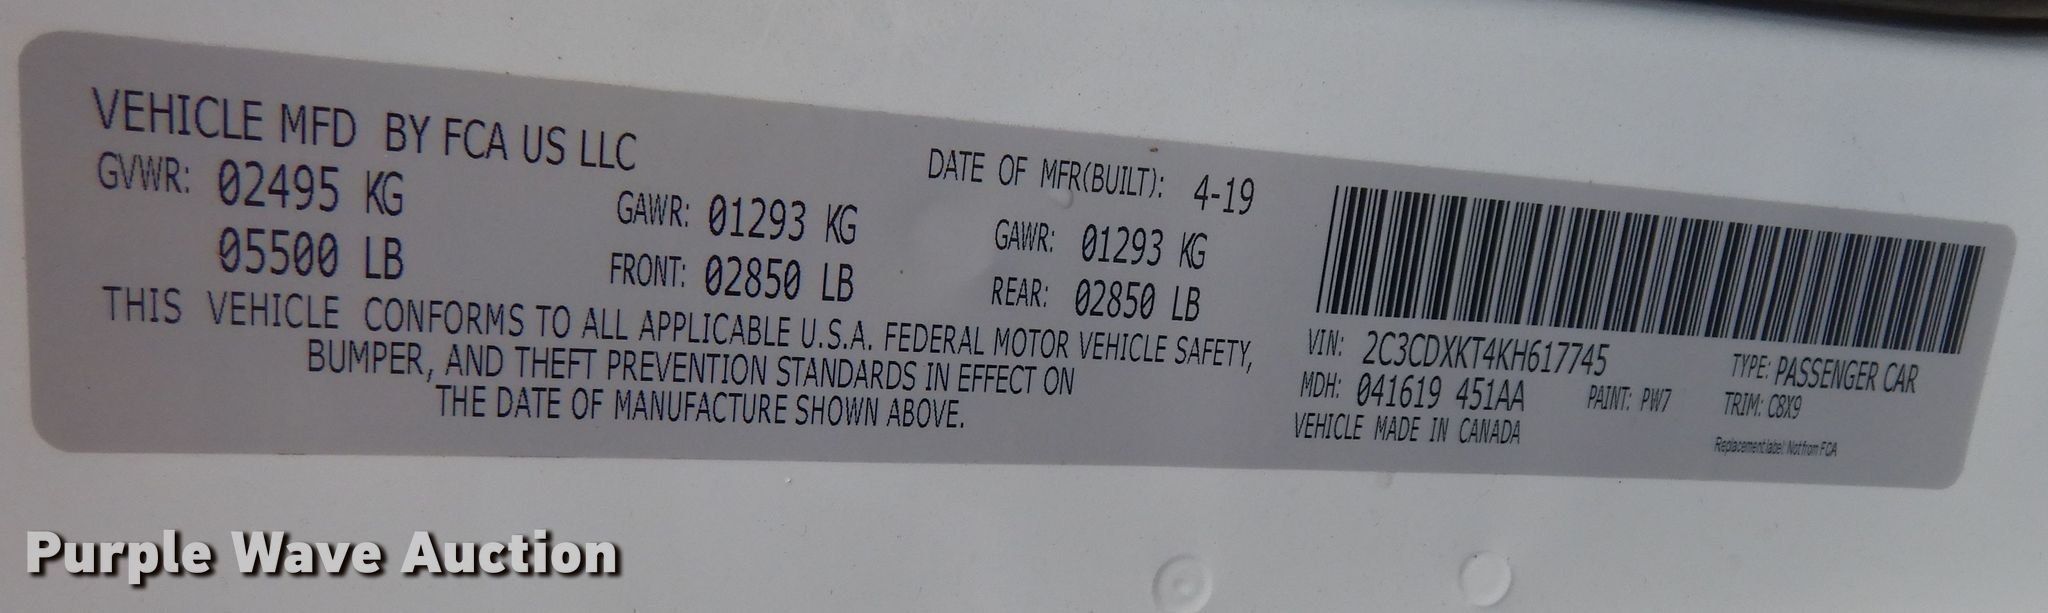 VEHICLE MFD BY FCA US LLC
DATE OF MFR(BUILT): 4-19
GVWR: 02495 KG
05500 LB
GAWR: 01293 KG
FRONT: 02850 LB
GAWR: 01293 KG
REAR: 02850 LB
THIS VEHICLE CONFORMS TO ALL APPLICABLE U.S.A. FEDERAL MOTOR VEHICLE SAFETY,
BUMPER, AND THEFT PREVENTION STANDARDS IN EFFECT ON
THE DATE OF MANUFACTURE SHOWN ABOVE.
VIN: 2C3CDXKT4KH617745
TYPE: PASSENGER CAR
MDH: 041619 451AA
PAINT: PW7
TRIM: C8X9
VEHICLE MADE IN CANADA
Replacement label: Not from FCA
Purple Wave Auction